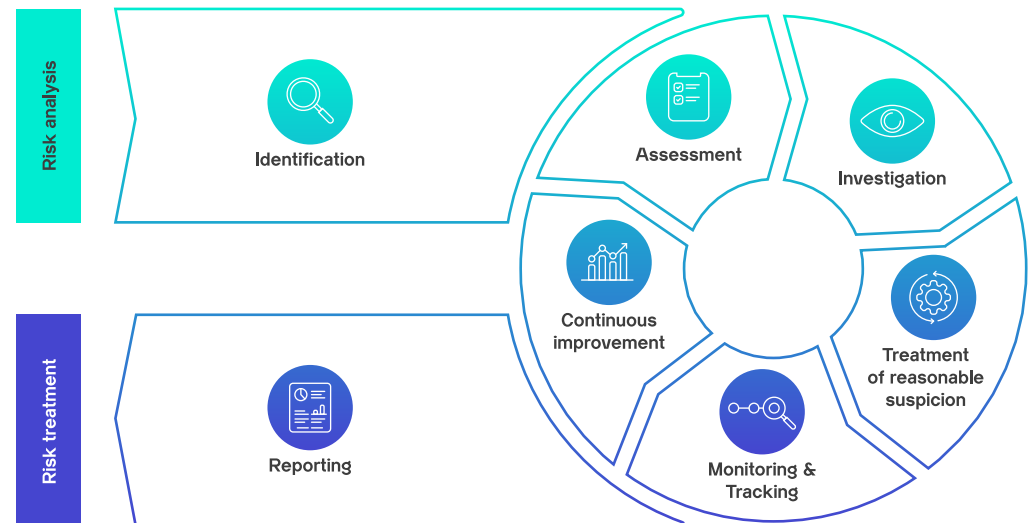 Risk analysis
Identification
Assessment
Investigation
Continuous
improvement
Treatment
of reasonable
suspicion
Risk treatment
Reporting
Monitoring &
Tracking